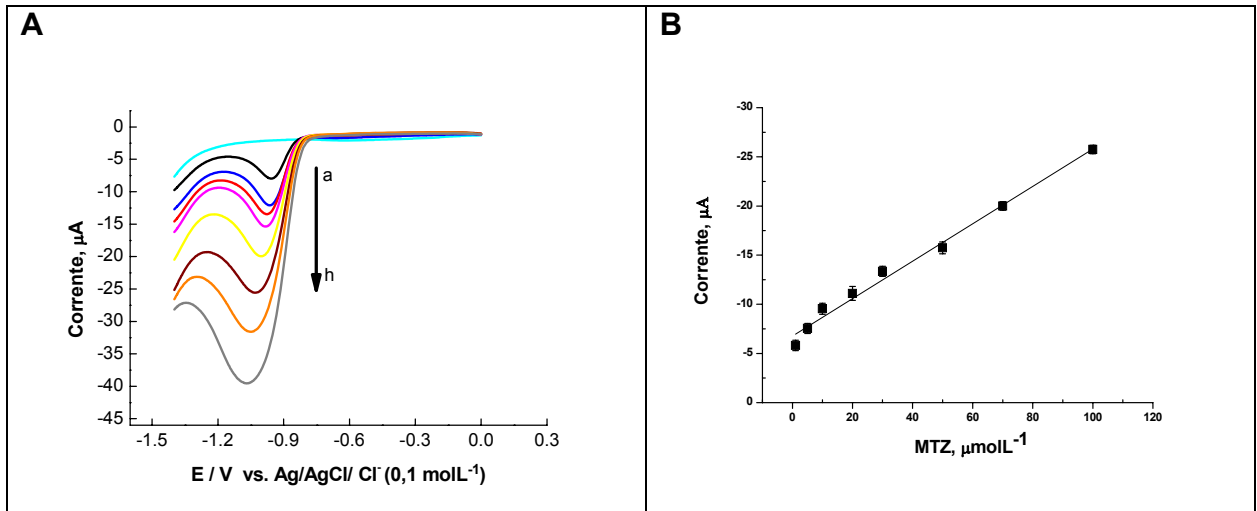 A
0
-5
-10
-15
-20
-25
-30
-35
-40
-45
Corrente, μA
a
h
-1.5 -1.2 -0.9 -0.6 -0.3 0.0 0.3
E / V vs. Ag/AgCl/ Cl⁻ (0,1 molL⁻¹)
B
-30
-25
-20
-15
-10
-5
0
Corrente, μA
0 20 40 60 80 100 120
MTZ, μmolL⁻¹